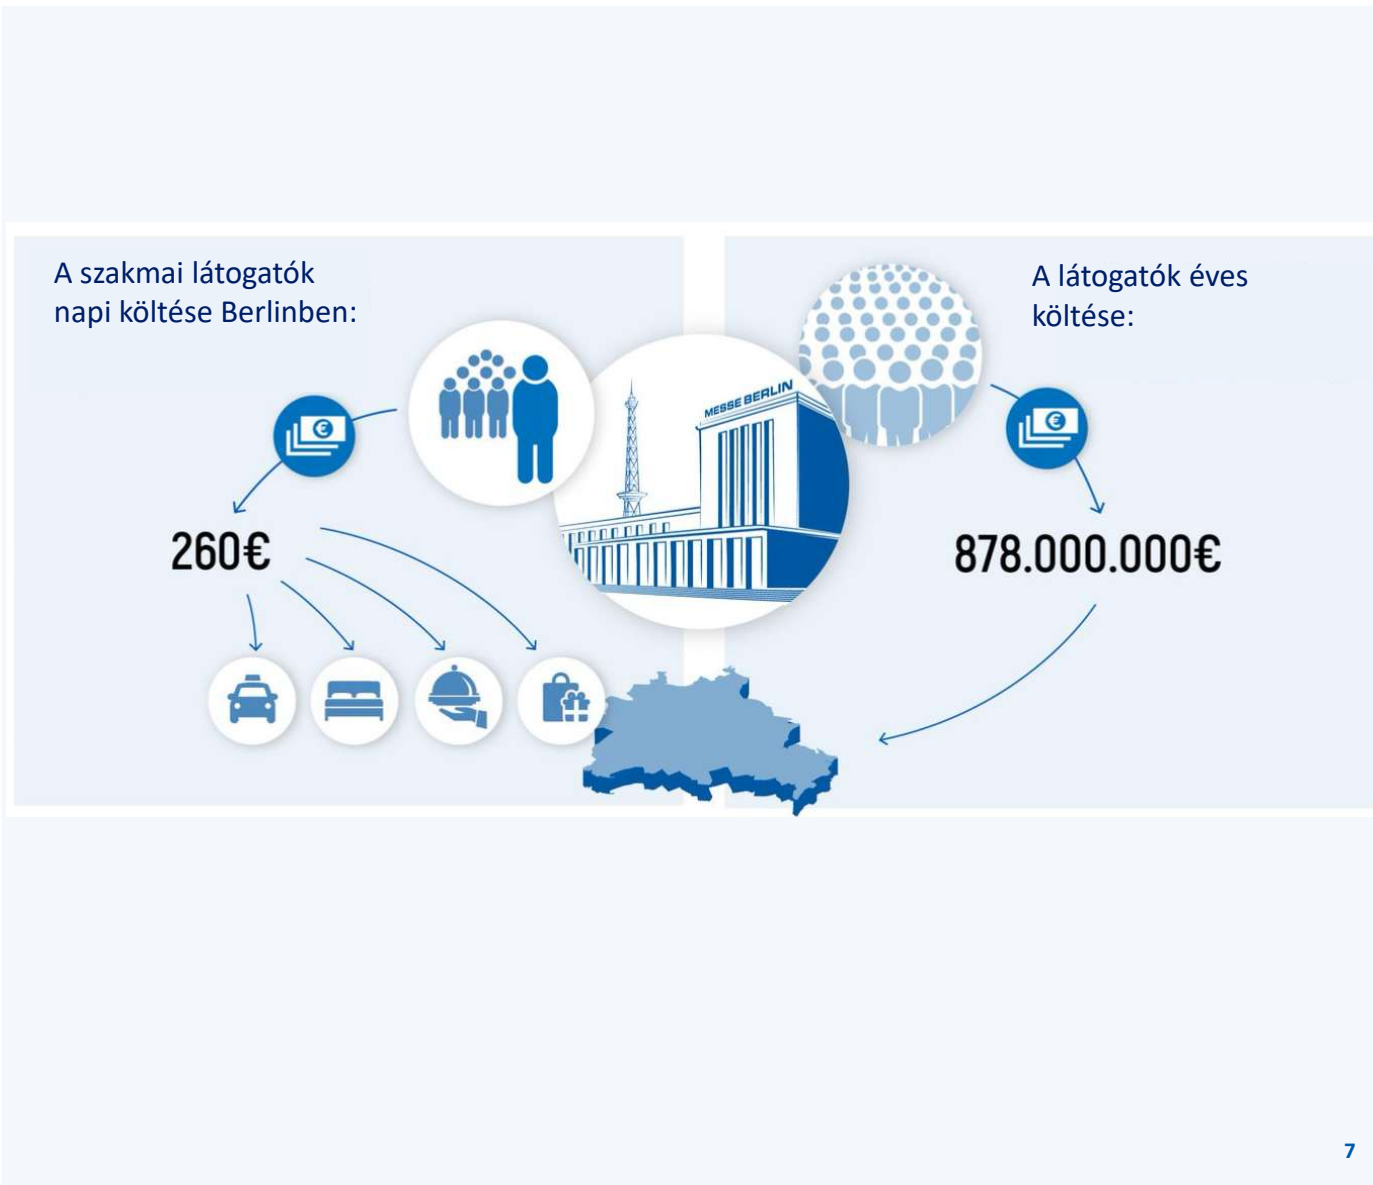 A szakmai látogatók
napi költése Berlinben:
A látogatók éves
költése:
MESSE BERLIN
€
€
260€
878.000.000€
7